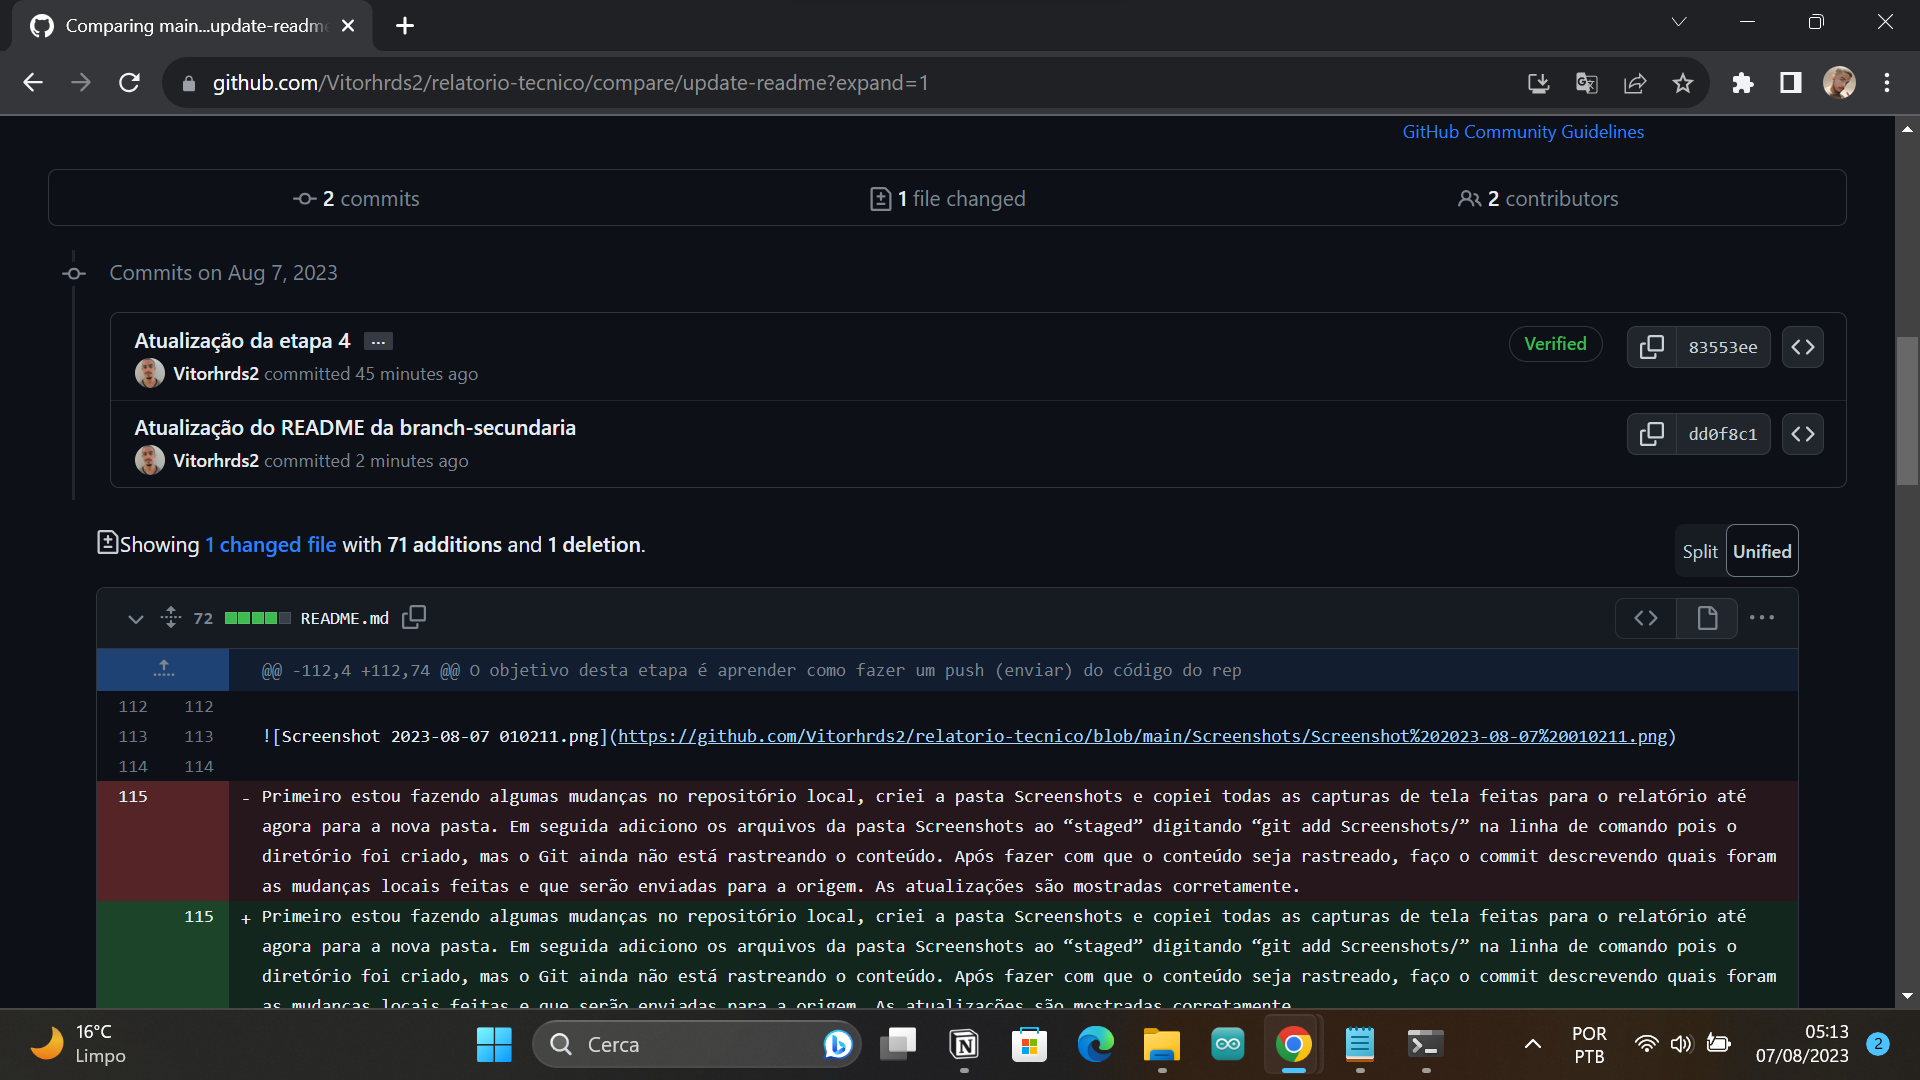 Comparing main...update-readm
github.com/Vitorhrds2/relatorio-tecnico/compare/update-readme?expand=1
GitHub Community Guidelines
2 commits
1 file changed
2 contributors
Commits on Aug 7, 2023
Atualização da etapa 4 ...
Verified
83553ee
Vitorhrds2 committed 45 minutes ago
Atualização do README da branch-secundaria
dd0f8c1
Vitorhrds2 committed 2 minutes ago
Showing 1 changed file with 71 additions and 1 deletion.
Split
Unified
72 README.md
@@ -112,4 +112,74 @@ O objetivo desta etapa é aprender como fazer um push (enviar) do código do rep
112 112
113 113 ![Screenshot 2023-08-07 010211.png](https://github.com/Vitorhrds2/relatorio-tecnico/blob/main/Screenshots/Screenshot%202023-08-07%20010211.png)
114 114
115 - Primeiro estou fazendo algumas mudanças no repositório local, criei a pasta Screenshots e copiei todas as capturas de tela feitas para o relatório até
agora para a nova pasta. Em seguida adiciono os arquivos da pasta Screenshots ao “staged” digitando “git add Screenshots/” na linha de comando pois o
diretório foi criado, mas o Git ainda não está rastreando o conteúdo. Após fazer com que o conteúdo seja rastreado, faço o commit descrevendo quais foram
as mudanças locais feitas e que serão enviadas para a origem. As atualizações são mostradas corretamente.
115 + Primeiro estou fazendo algumas mudanças no repositório local, criei a pasta Screenshots e copiei todas as capturas de tela feitas para o relatório até
agora para a nova pasta. Em seguida adiciono os arquivos da pasta Screenshots ao “staged” digitando “git add Screenshots/” na linha de comando pois o
diretório foi criado, mas o Git ainda não está rastreando o conteúdo. Após fazer com que o conteúdo seja rastreado, faço o commit descrevendo quais foram
as mudanças locais feitas e que serão enviadas para a origem. As atualizações são mostradas corretamente.
16°C
Limpo
Cerca
POR
PTB
05:13
07/08/2023
2